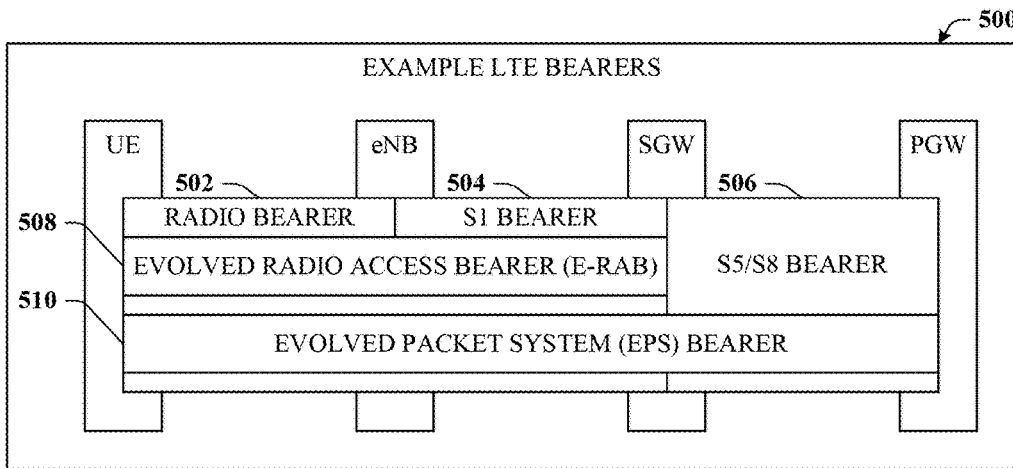 500
EXAMPLE LTE BEARERS
UE eNB SGW PGW
502 504 506
RADIO BEARER S1 BEARER
508
EVOLVED RADIO ACCESS BEARER (E-RAB) S5/S8 BEARER
510
EVOLVED PACKET SYSTEM (EPS) BEARER